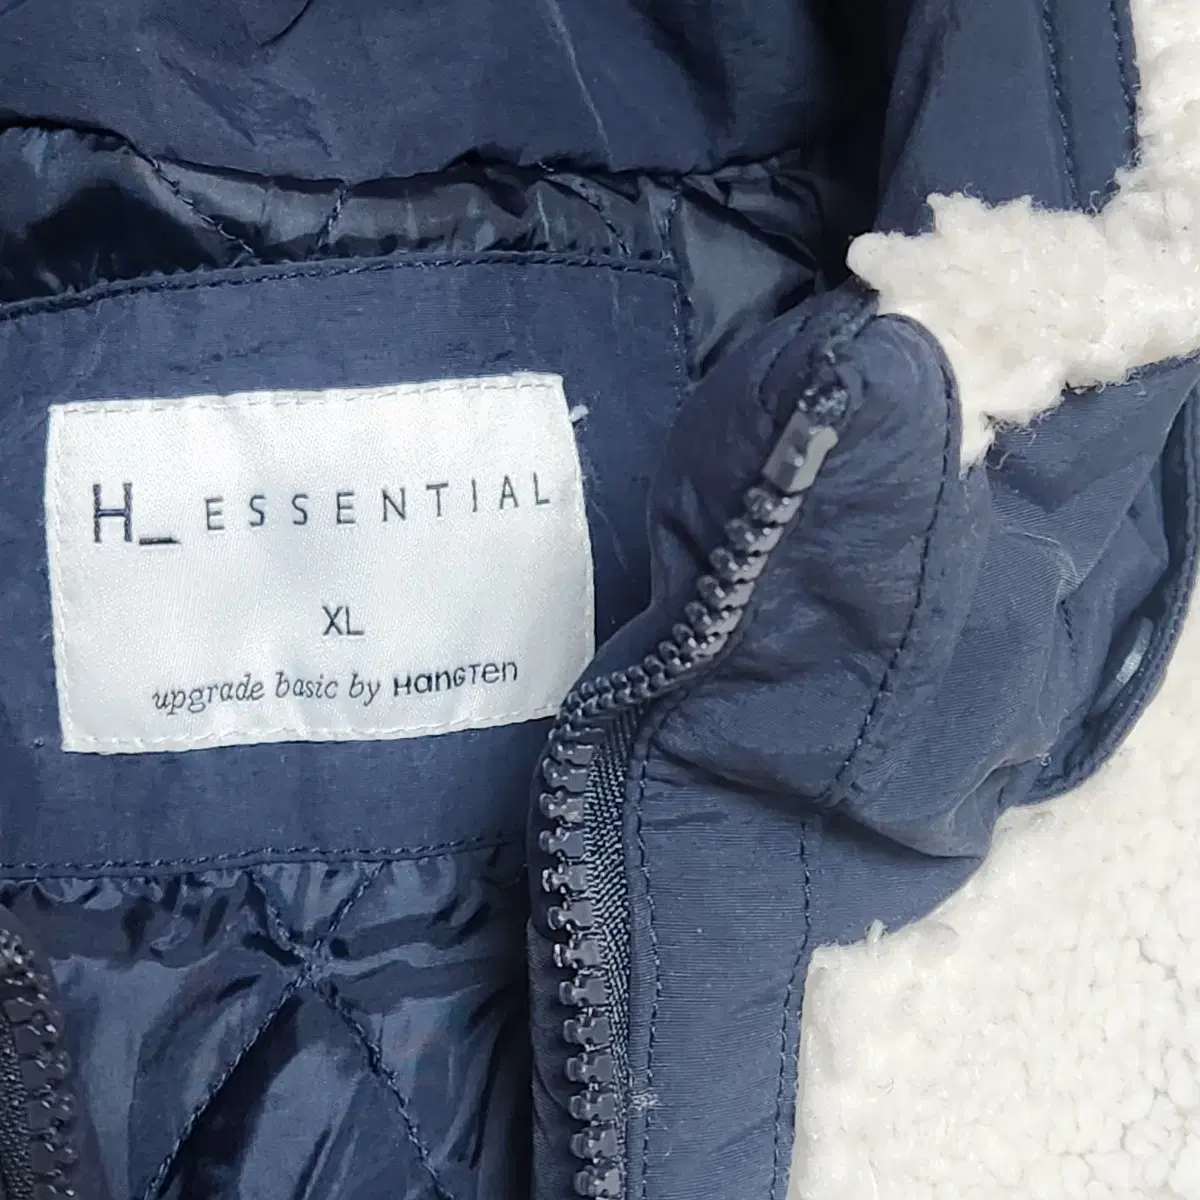 H_ ESSENTIAL
XL
upgrade basic by HanGTen